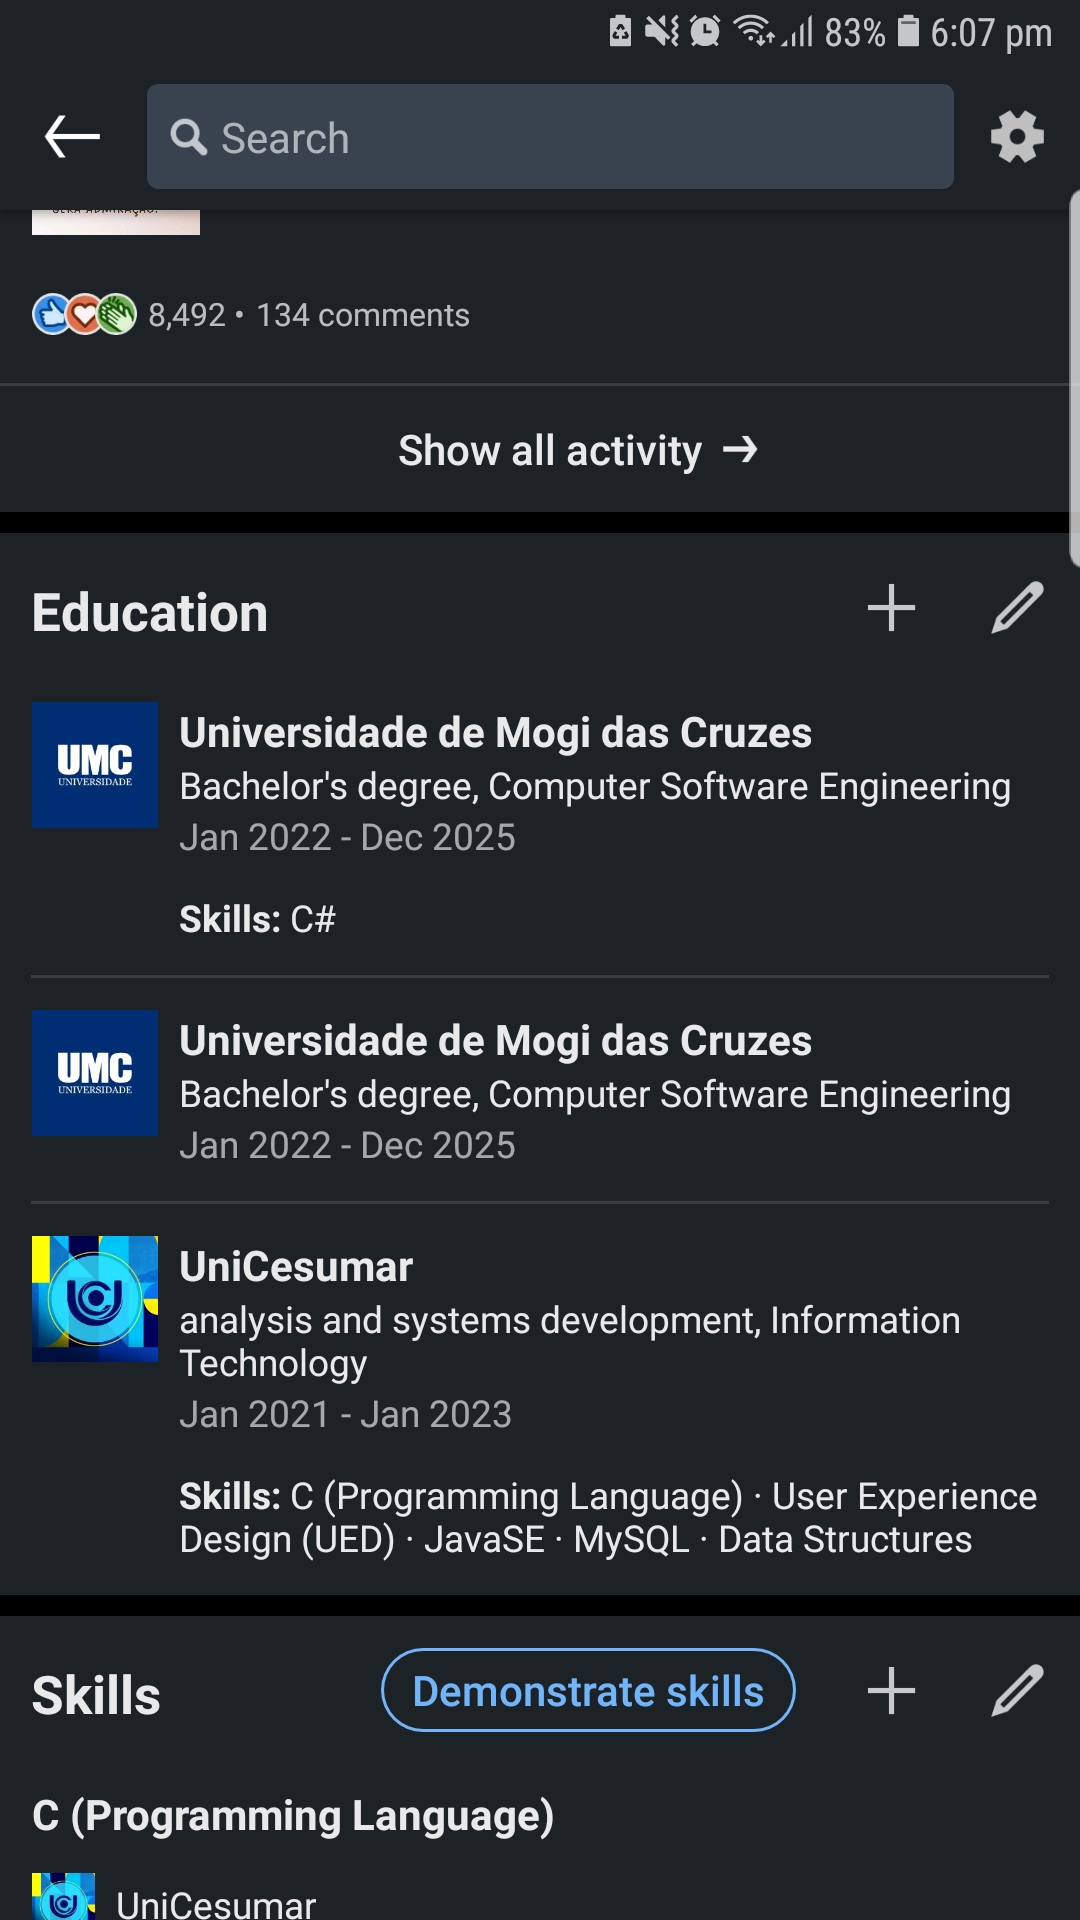 83% 6:07 pm
Search
8,492 • 134 comments
Show all activity →
Education
UMC
UNIVERSIDADE
Universidade de Mogi das Cruzes
Bachelor's degree, Computer Software Engineering
Jan 2022 - Dec 2025
Skills: C#
UMC
UNIVERSIDADE
Universidade de Mogi das Cruzes
Bachelor's degree, Computer Software Engineering
Jan 2022 - Dec 2025
UniCesumar
analysis and systems development, Information
Technology
Jan 2021 - Jan 2023
Skills: C (Programming Language) · User Experience
Design (UED) · JavaSE · MySQL · Data Structures
Skills
Demonstrate skills
C (Programming Language)
UniCesumar